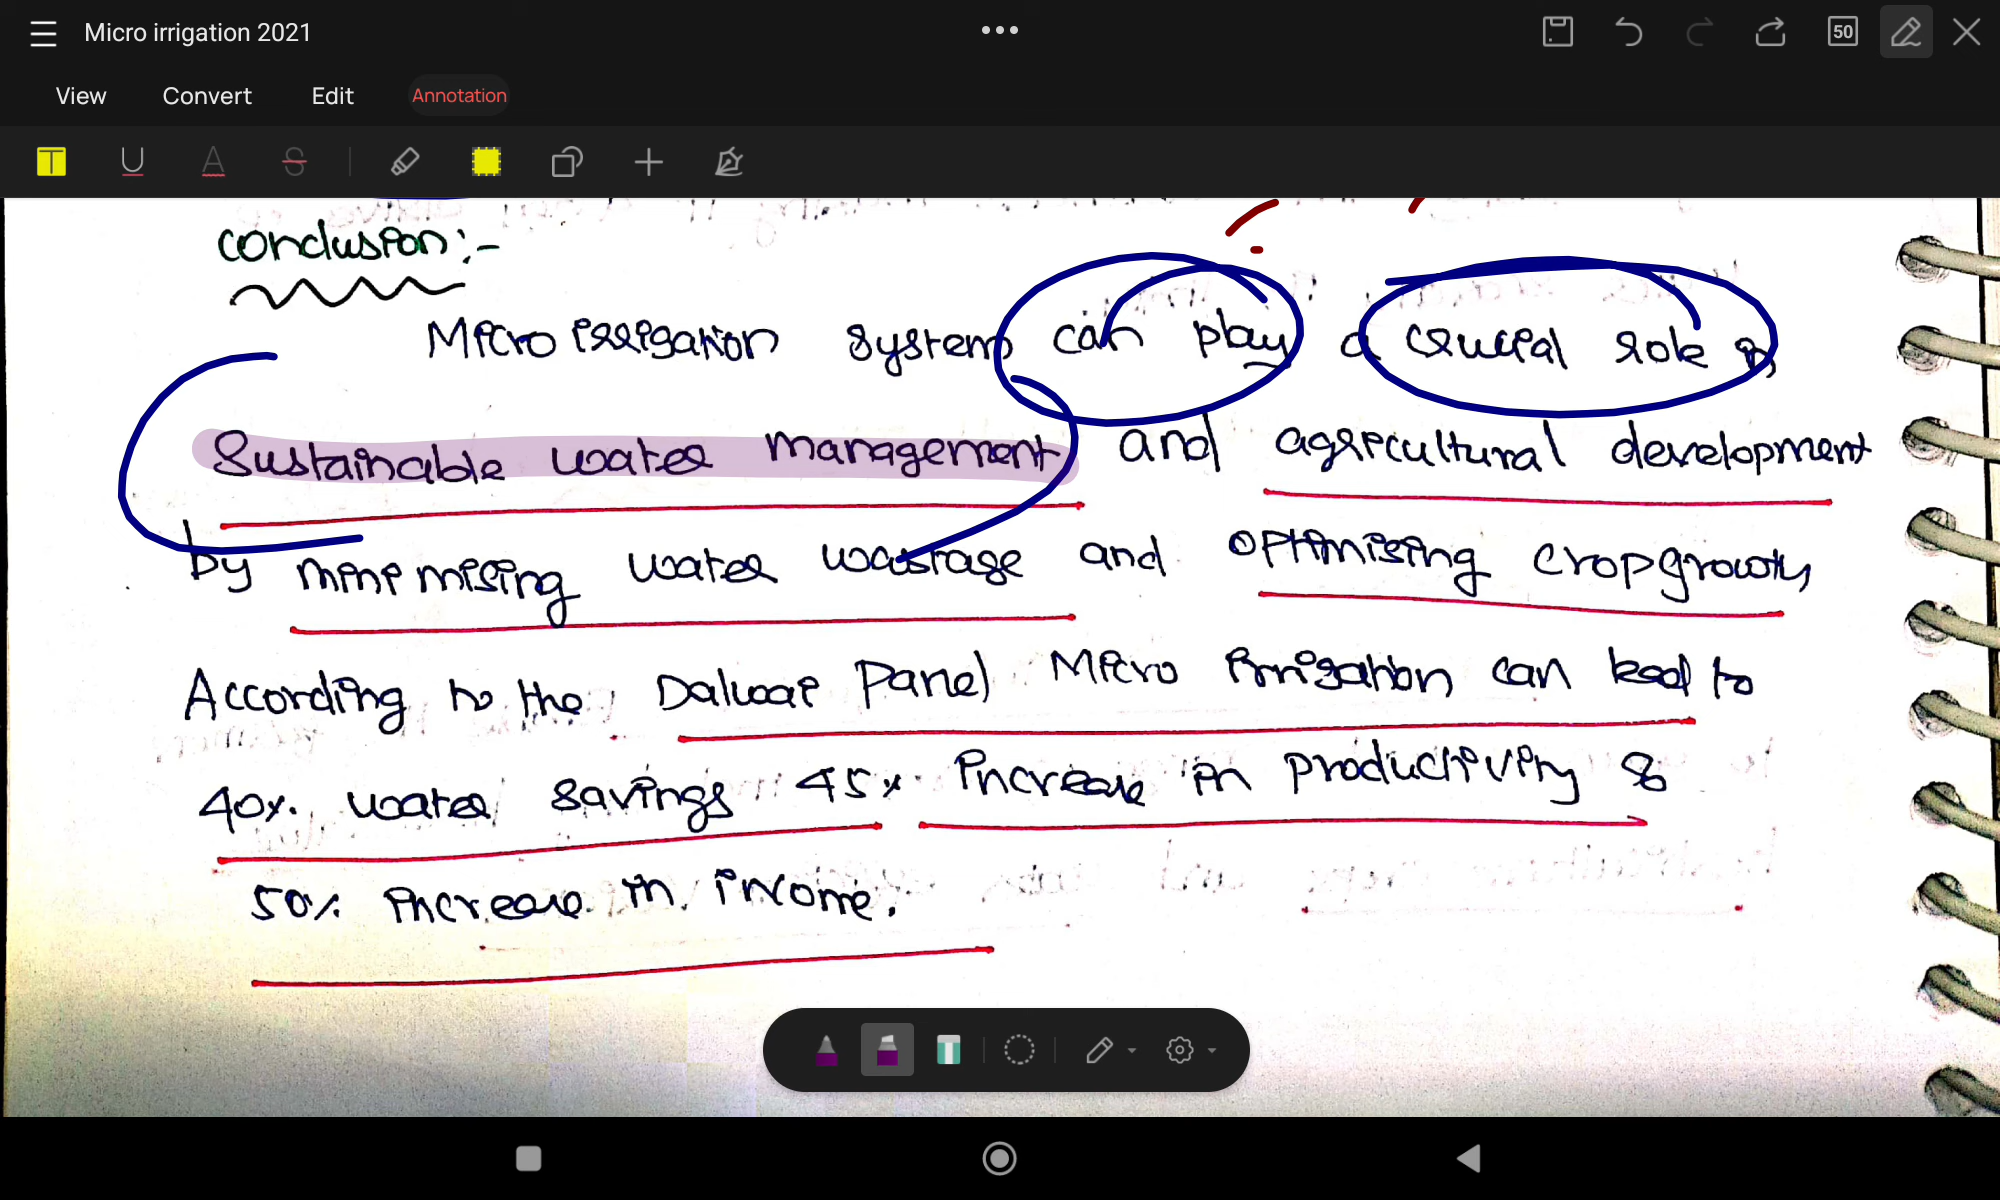 Micro irrigation 2021
50
View Convert Edit Annotation
Conclusion:-
Micro irrigation system can play a crucial role in
Sustainable water management and agricultural development
by minimising water wastage and optimising crop growth
According to the Dalwai Panel Micro irrigation can lead to
40% water savings 45% increase in productivity &
50% increase in income.